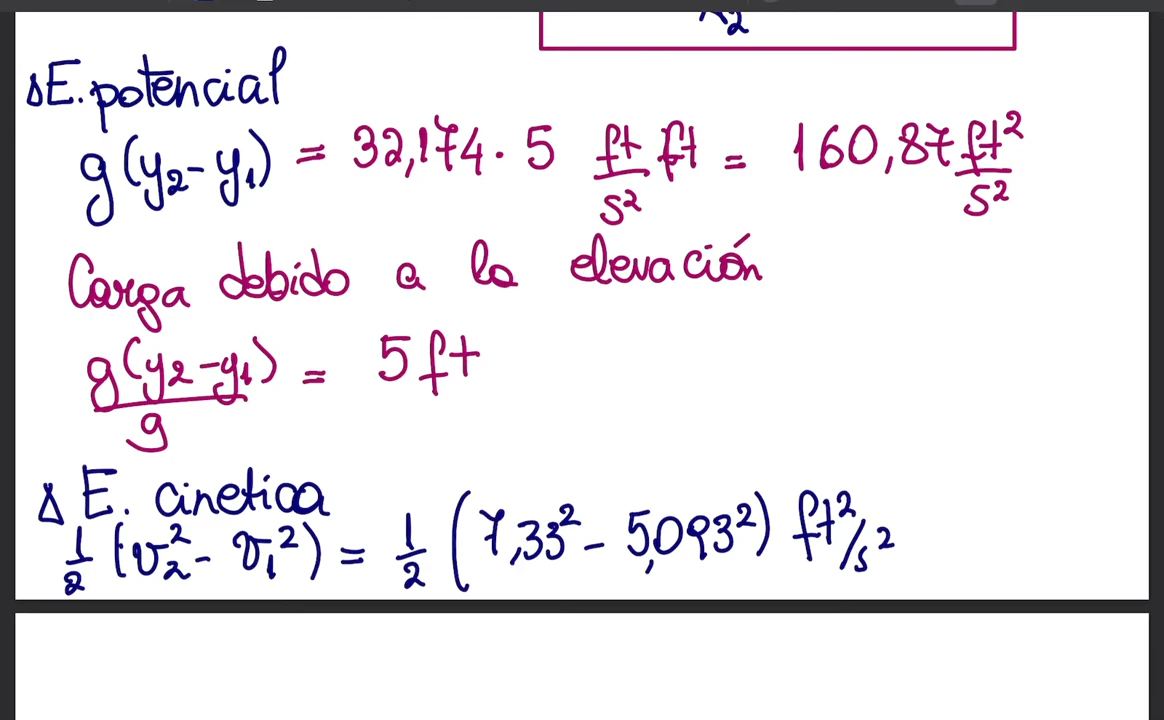 ΔE. potencial
g(y₂-y₁) = 32,174 · 5 ft/s² ft = 160,87 ft²/s²
Carga debido a la elevación
g(y₂-y₁)/g = 5 ft
Δ E. cinetica
1/2 (v₂² - v₁²) = 1/2 (7,33² - 5,093²) ft²/s²